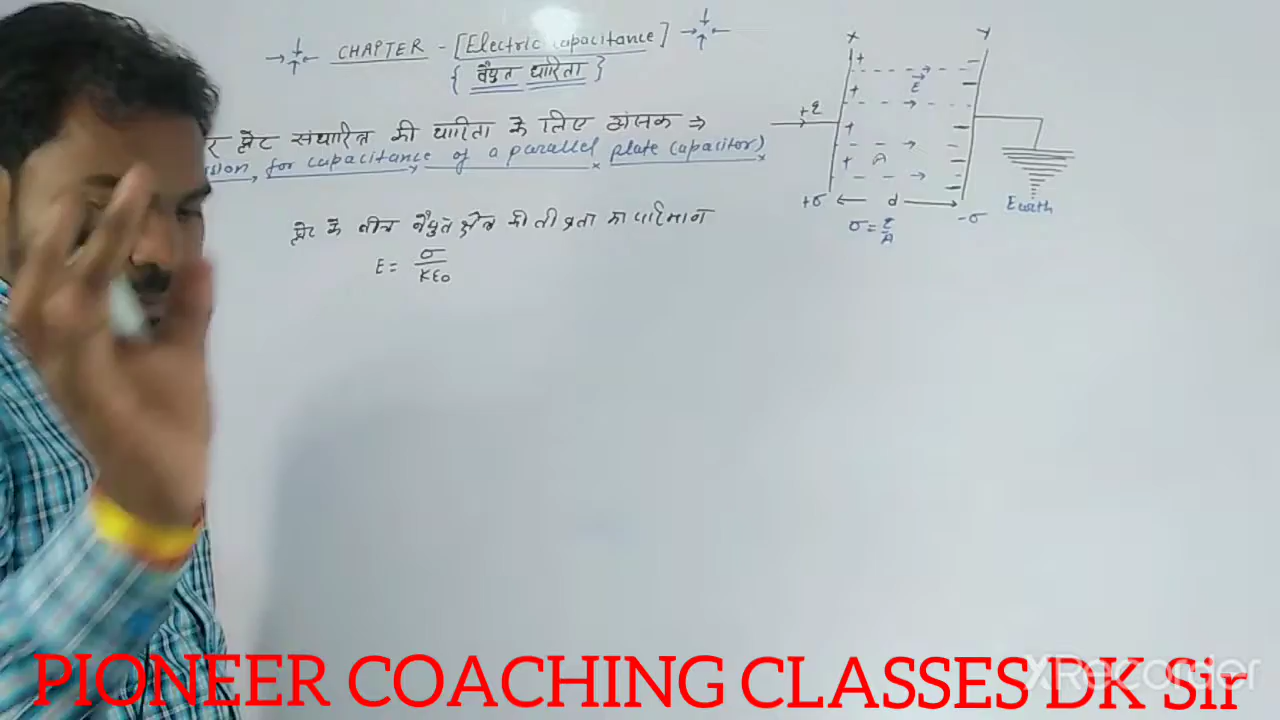 CHAPTER - [Electric Capacitance]
{ वैद्युत धारिता }
र प्लेट संधारित्र की धारिता के लिए व्यंजक ⇒
sion for capacitance of a parallel plate capacitor)
प्लेट के बीच वैद्युत क्षेत्र की तीव्रता का परिमाण
E = σ/Kε0
X Y
+ + + +
E⃗
+q
A
+σ d -σ
σ = q/A
Earth
PIONEER COACHING CLASSES DK Sir
XRecorder